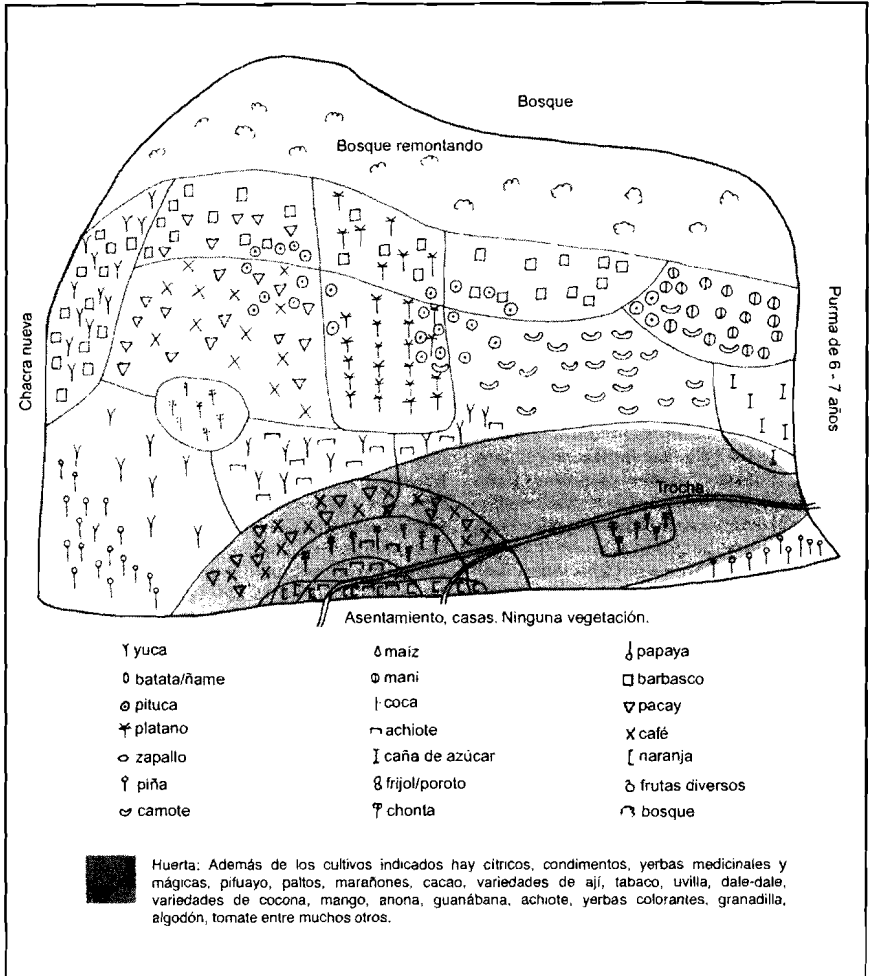 Bosque
Bosque remontando
Chacra nueva
Purma de 6 - 7 años
Trocha
Asentamiento, casas. Ninguna vegetación.
yuca
batata/ñame
pituca
platano
zapallo
piña
camote
maíz
mani
coca
achiote
caña de azúcar
frijol/poroto
chonta
papaya
barbasco
pacay
café
naranja
frutas diversos
bosque
Huerta: Además de los cultivos indicados hay cítricos, condimentos, yerbas medicinales y
mágicas, pifuayo, paltos, marañones, cacao, variedades de ají, tabaco, uvilla, dale-dale,
variedades de cocona, mango, anona, guanábana, achiote, yerbas colorantes, granadilla,
algodón, tomate entre muchos otros.